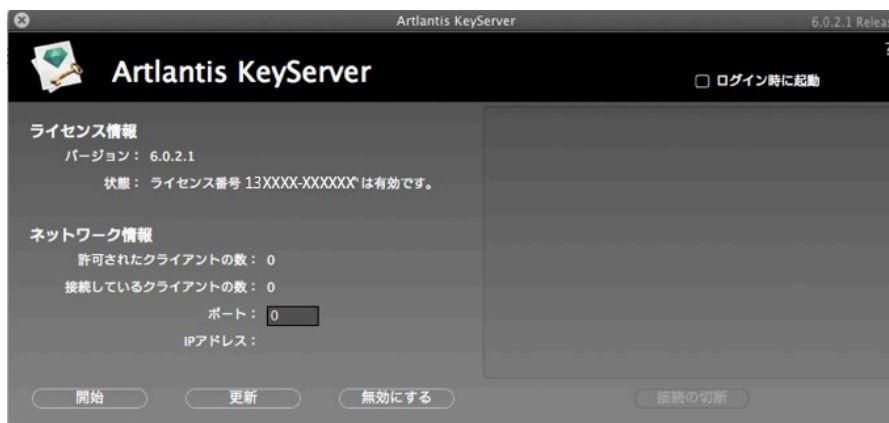 Artlantis KeyServer
6.0.2.1 Releas
?
Artlantis KeyServer
ログイン時に起動
ライセンス情報
バージョン： 6.0.2.1
状態： ライセンス番号 13XXXX-XXXXXX"は有効です。
ネットワーク情報
許可されたクライアントの数： 0
接続しているクライアントの数： 0
ポート： 0
IPアドレス：
開始
更新
無効にする
接続の切断